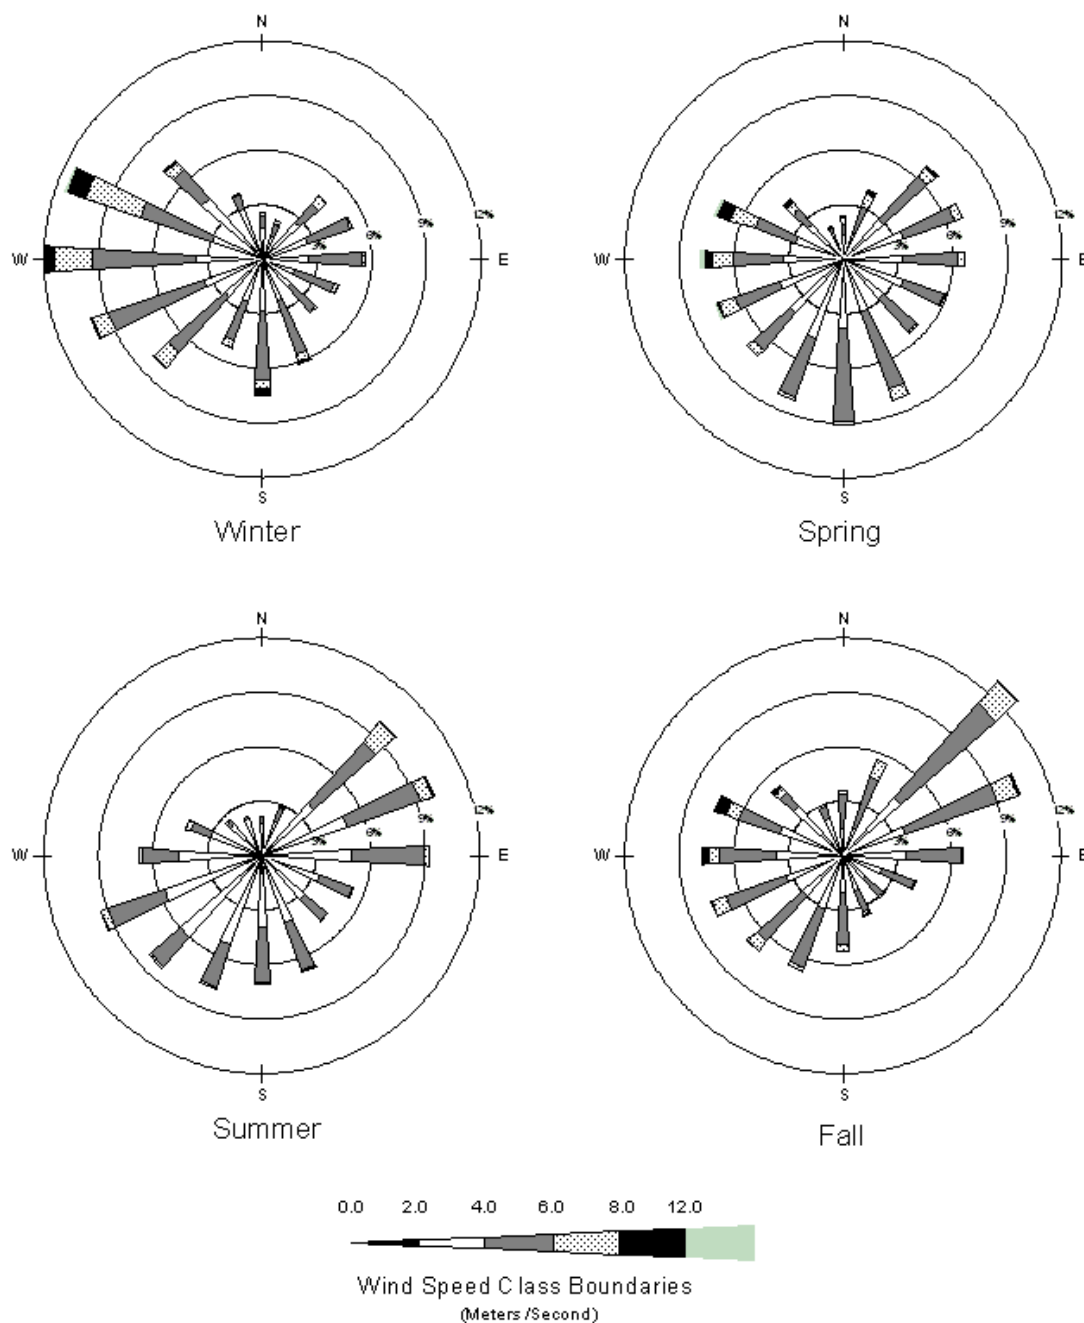 N
N
W
3%
6%
9%
12%
E
W
3%
6%
9%
12%
E
S
S
Winter
Spring
N
N
W
3%
6%
9%
12%
E
W
3%
6%
9%
12%
E
S
S
Summer
Fall
0.0 2.0 4.0 6.0 8.0 12.0
Wind Speed Class Boundaries
(Meters/Second)